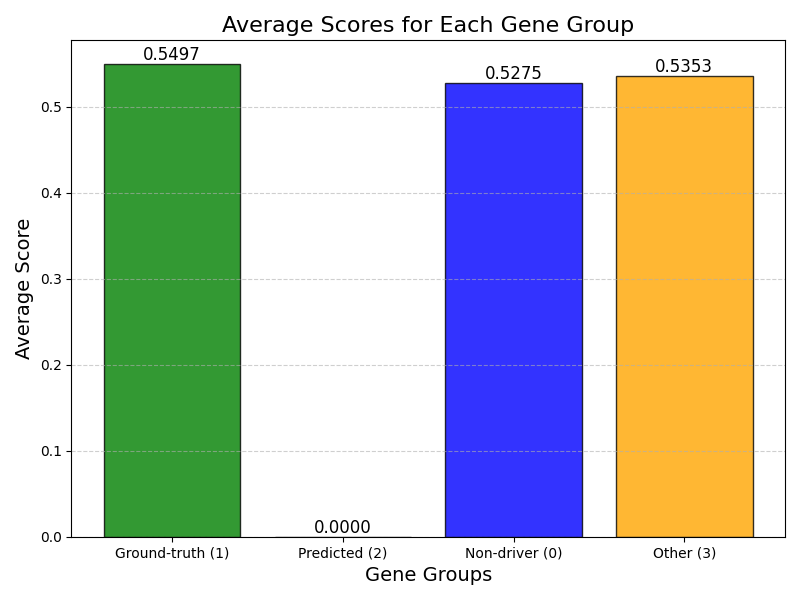 Average Scores for Each Gene Group
0.5497
0.0000
0.5275
0.5353
Average Score
0.5
0.4
0.3
0.2
0.1
0.0
Ground-truth (1)
Predicted (2)
Non-driver (0)
Other (3)
Gene Groups